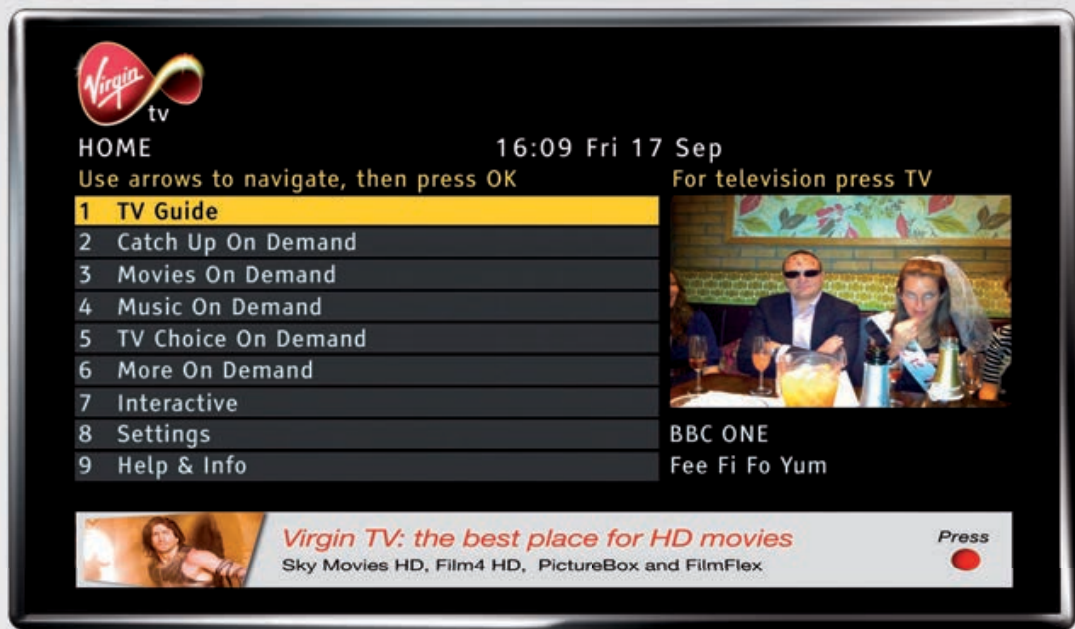 Virgin
tv
HOME
16:09 Fri 17 Sep
Use arrows to navigate, then press OK
For television press TV
1 TV Guide
2 Catch Up On Demand
3 Movies On Demand
4 Music On Demand
5 TV Choice On Demand
6 More On Demand
7 Interactive
8 Settings
9 Help & Info
BBC ONE
Fee Fi Fo Yum
Virgin TV: the best place for HD movies
Sky Movies HD, Film4 HD, PictureBox and FilmFlex
Press